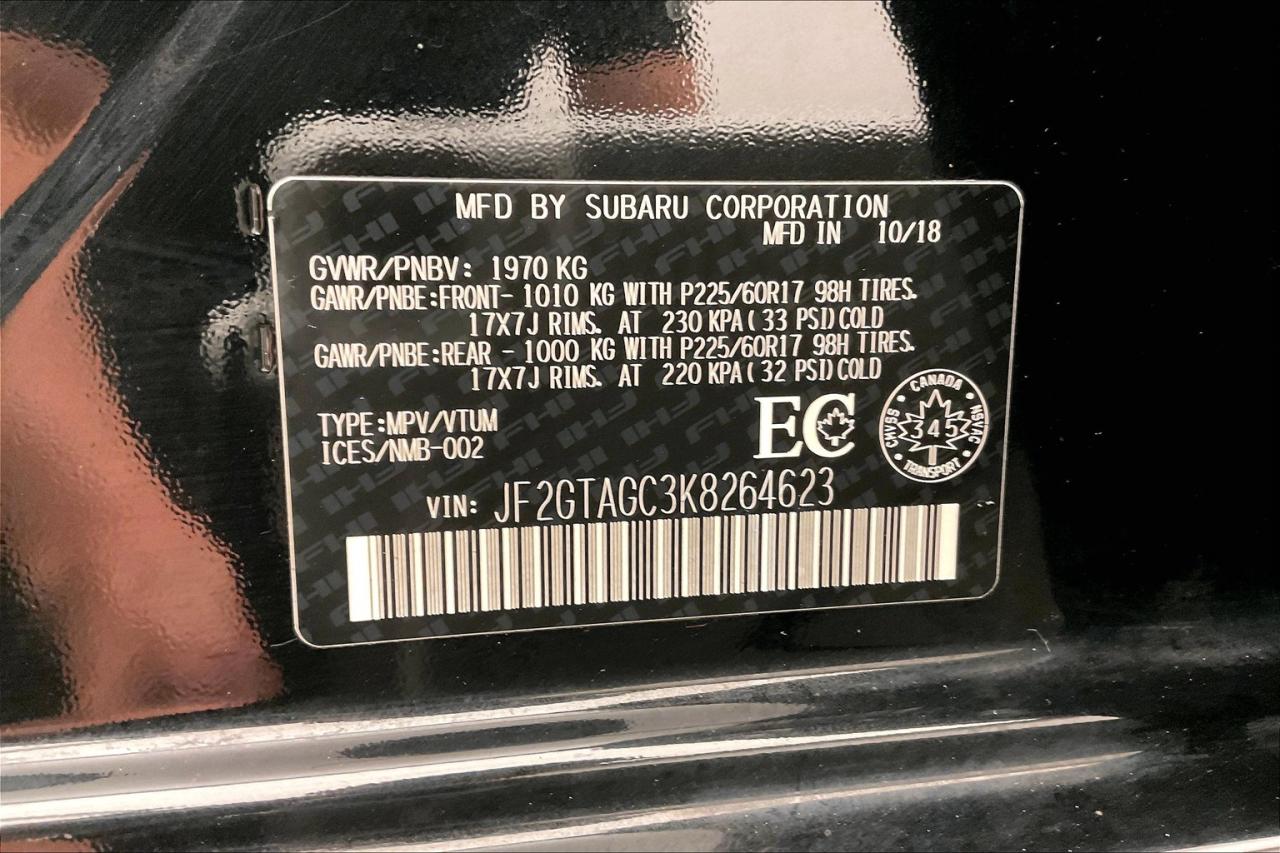 MFD BY SUBARU CORPORATION
MFD IN 10/18
GVWR/PNBV: 1970 KG
GAWR/PNBE:FRONT- 1010 KG WITH P225/60R17 98H TIRES.
17X7J RIMS. AT 230 KPA(33 PSI)COLD
GAWR/PNBE:REAR - 1000 KG WITH P225/60R17 98H TIRES.
17X7J RIMS. AT 220 KPA(32 PSI)COLD
TYPE:MPV/VTUM
ICES/NMB-002
EC
CANADA
CMVSS
345
NSVAC
TRANSPORT
VIN: JF2GTAGC3K8264623
FHI